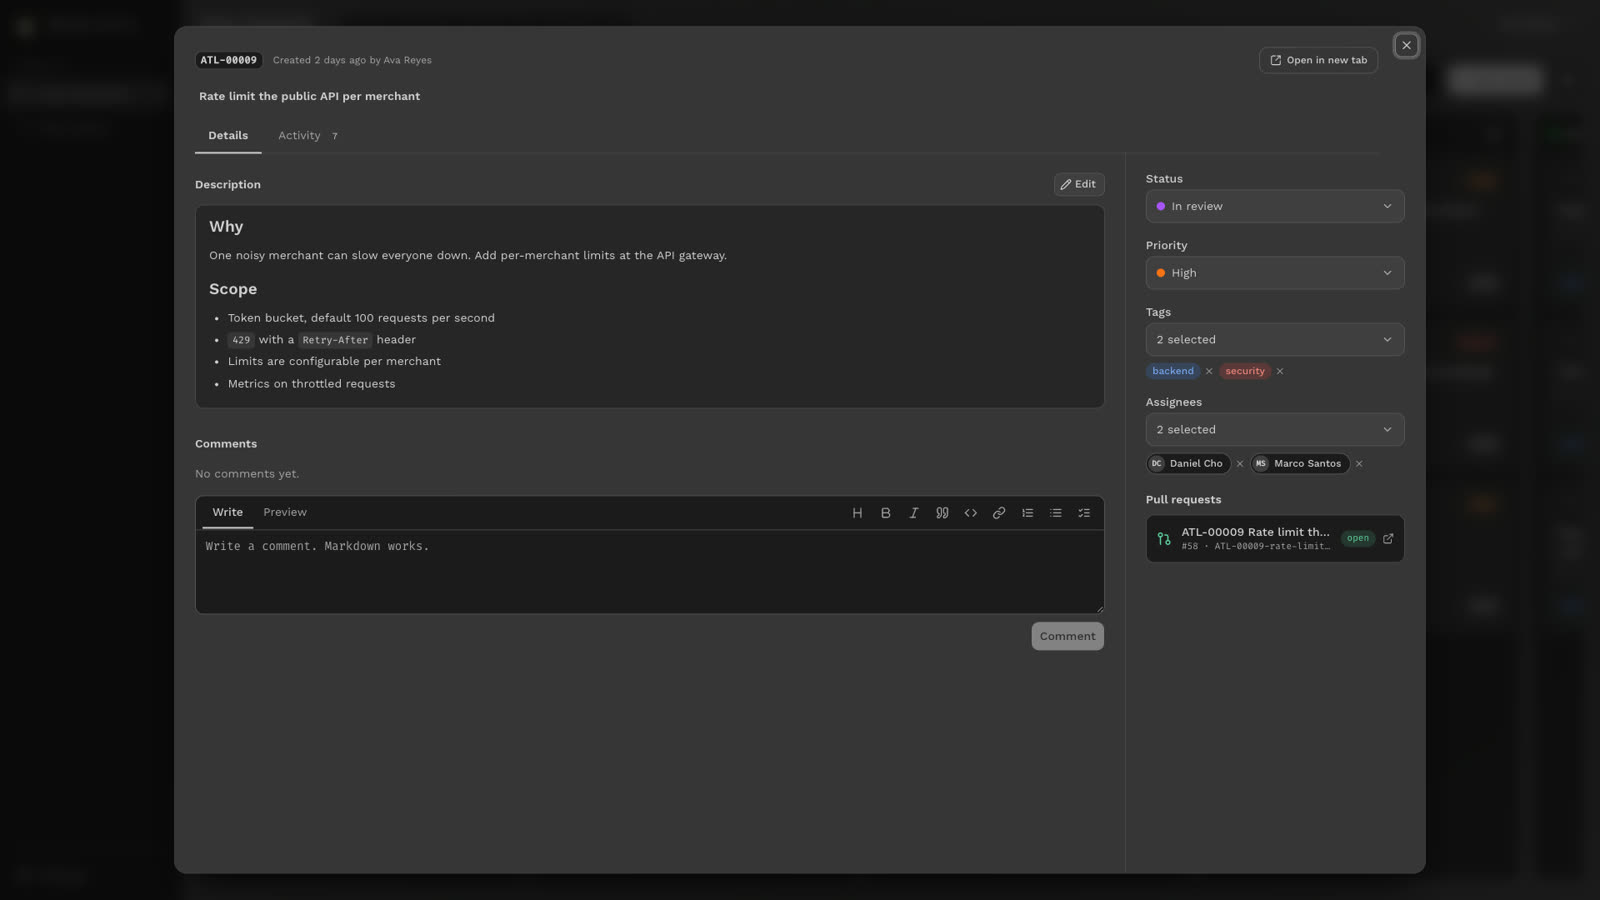 ATL-00009 Created 2 days ago by Ava Reyes
Open in new tab
Rate limit the public API per merchant
Details Activity 7
Description
Edit
Why
One noisy merchant can slow everyone down. Add per-merchant limits at the API gateway.
Scope
• Token bucket, default 100 requests per second
• 429 with a Retry-After header
• Limits are configurable per merchant
• Metrics on throttled requests
Comments
No comments yet.
Write Preview
Write a comment. Markdown works.
Comment
Status
In review
Priority
High
Tags
2 selected
backend × security ×
Assignees
2 selected
DC Daniel Cho × MS Marco Santos ×
Pull requests
ATL-00009 Rate limit th...
#58 · ATL-00009-rate-limit…
open